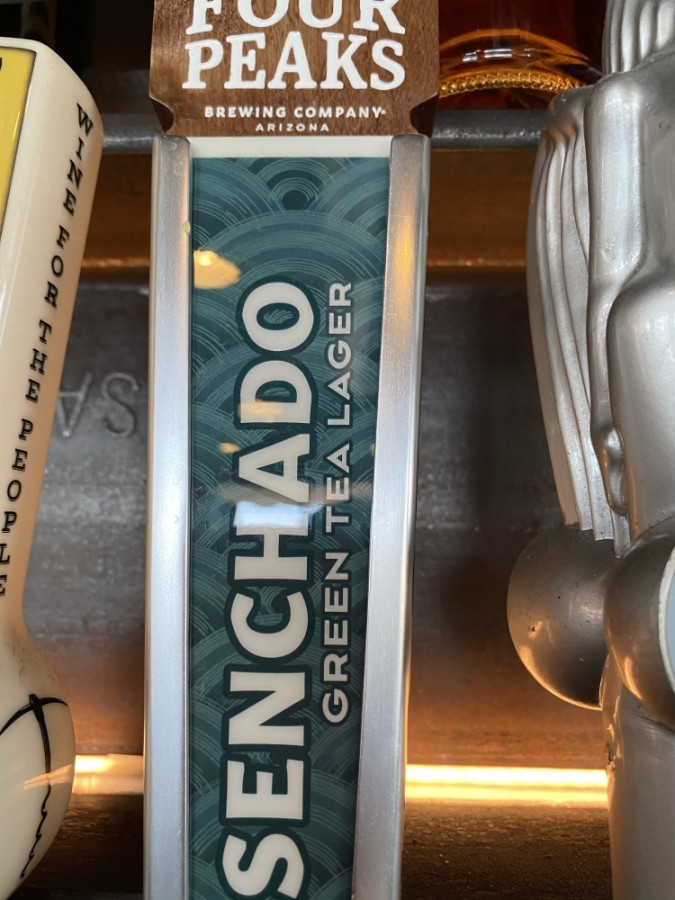 FOUR
PEAKS
BREWING COMPANY
ARIZONA
SENCHADO
GREEN TEA LAGER
WINE FOR THE PEOPLE